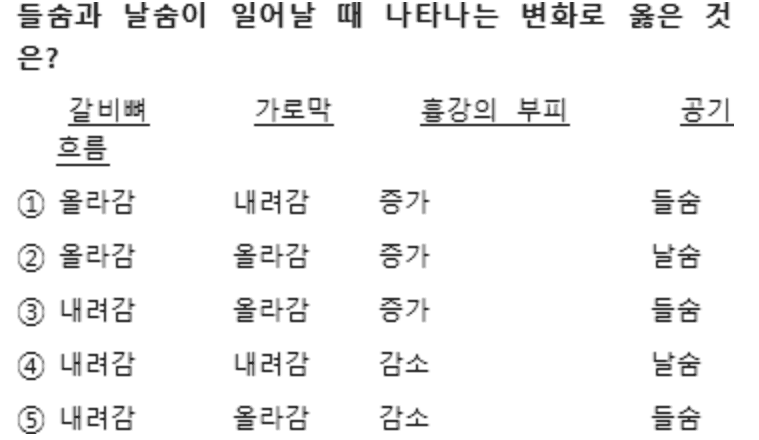 들숨과 날숨이 일어날 때 나타나는 변화로 옳은 것
은?
갈비뼈 가로막 흉강의 부피 공기
흐름
① 올라감 내려감 증가 들숨
② 올라감 올라감 증가 날숨
③ 내려감 올라감 증가 들숨
④ 내려감 내려감 감소 날숨
⑤ 내려감 올라감 감소 들숨